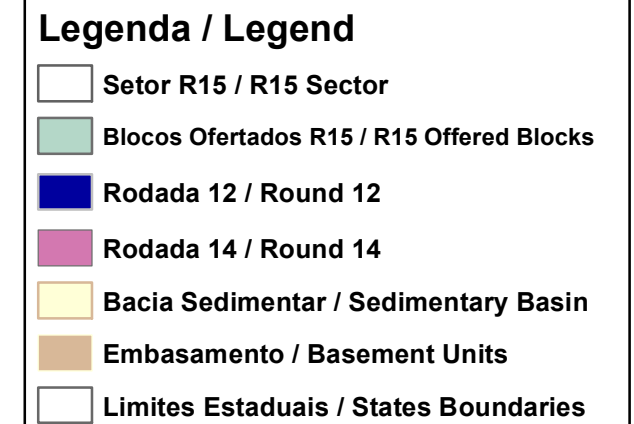 Legenda / Legend
Setor R15 / R15 Sector
Blocos Ofertados R15 / R15 Offered Blocks
Rodada 12 / Round 12
Rodada 14 / Round 14
Bacia Sedimentar / Sedimentary Basin
Embasamento / Basement Units
Limites Estaduais / States Boundaries